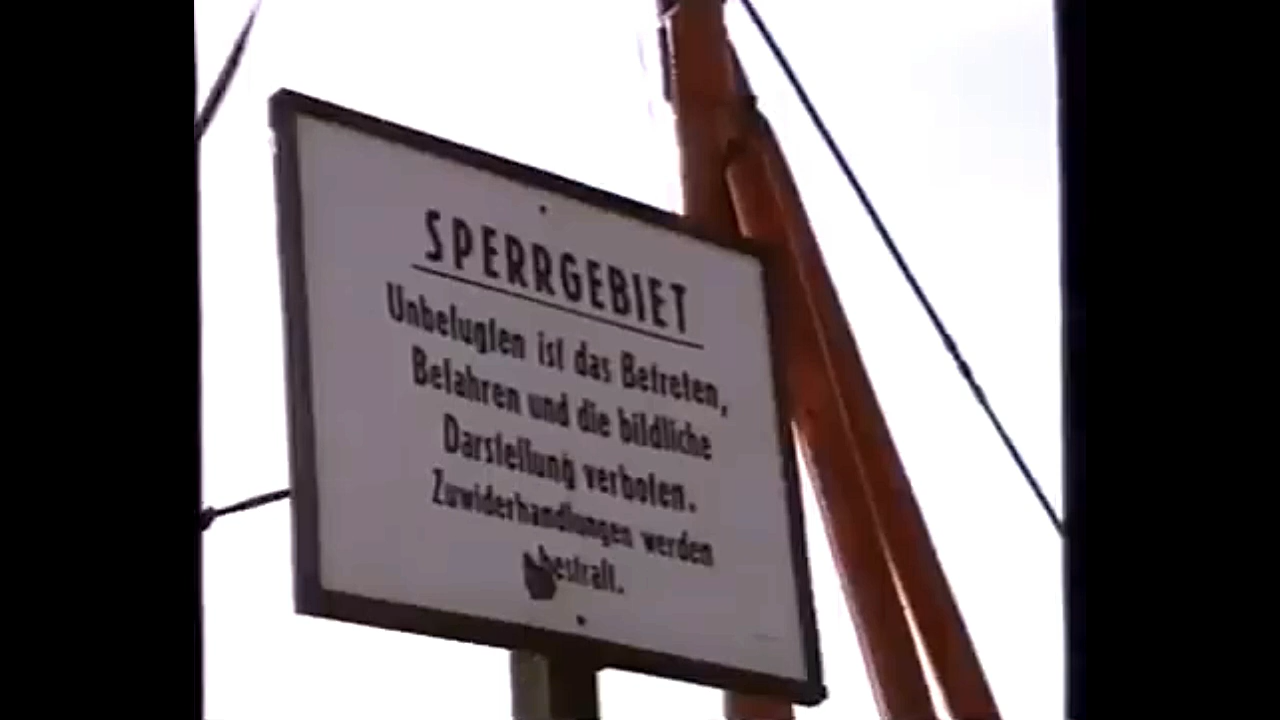 SPERRGEBIET
Unbefugten ist das Betreten,
Befahren und die bildliche
Darstellung verboten.
Zuwiderhandlungen werden
bestraft.